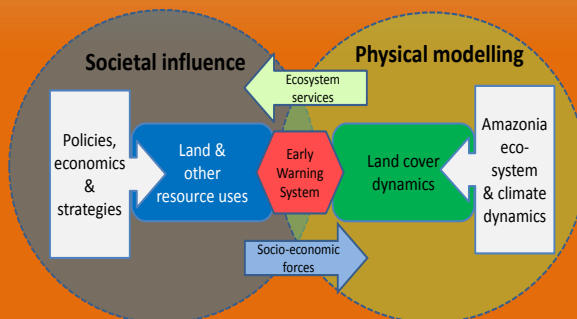 Societal influence
Physical modelling
Ecosystem
services
Policies,
economics
&
strategies
Land &
other
resource uses
Early
Warning
System
Land cover
dynamics
Amazonia
eco-
system
& climate
dynamics
Socio-economic
forces